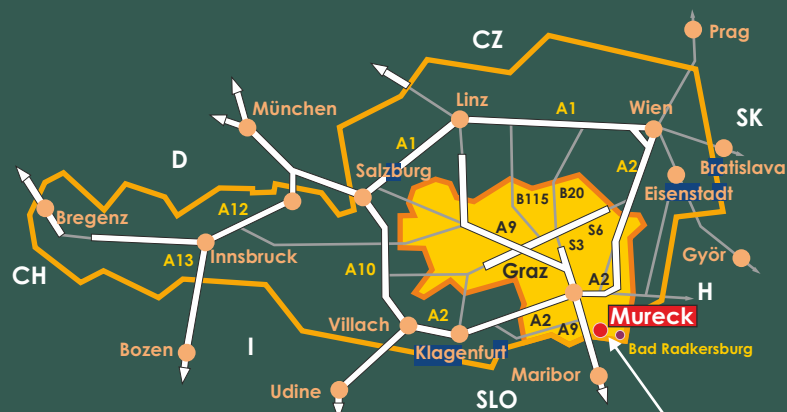 CZ
Prag
Linz
A1
Wien
SK
München
A1
D
A2
Bratislava
Salzburg
Eisenstadt
B115
B20
A12
Bregenz
A9
S6
S3
Györ
A13
Innsbruck
A10
Graz
CH
A2
H
Mureck
A2
Villach
A2
A9
Bad Radkersburg
Klagenfurt
I
Bozen
Maribor
Udine
SLO